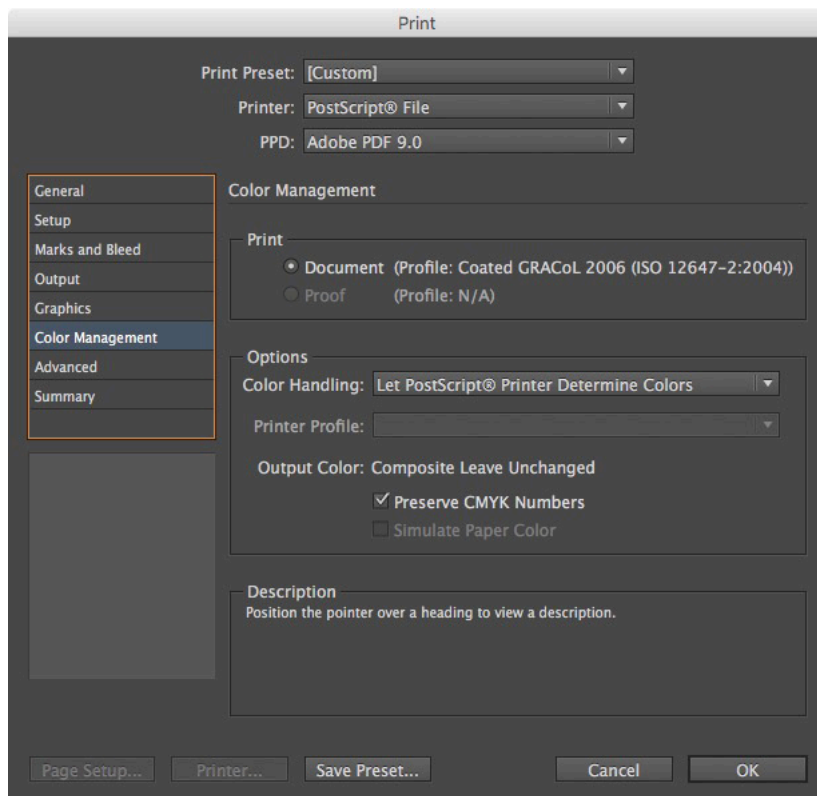 Print
Print Preset: [Custom]
Printer: PostScript® File
PPD: Adobe PDF 9.0
General
Setup
Marks and Bleed
Output
Graphics
Color Management
Advanced
Summary
Color Management
Print
Document (Profile: Coated GRACoL 2006 (ISO 12647-2:2004))
Proof (Profile: N/A)
Options
Color Handling: Let PostScript® Printer Determine Colors
Printer Profile:
Output Color: Composite Leave Unchanged
Preserve CMYK Numbers
Simulate Paper Color
Description
Position the pointer over a heading to view a description.
Page Setup... Printer... Save Preset... Cancel OK